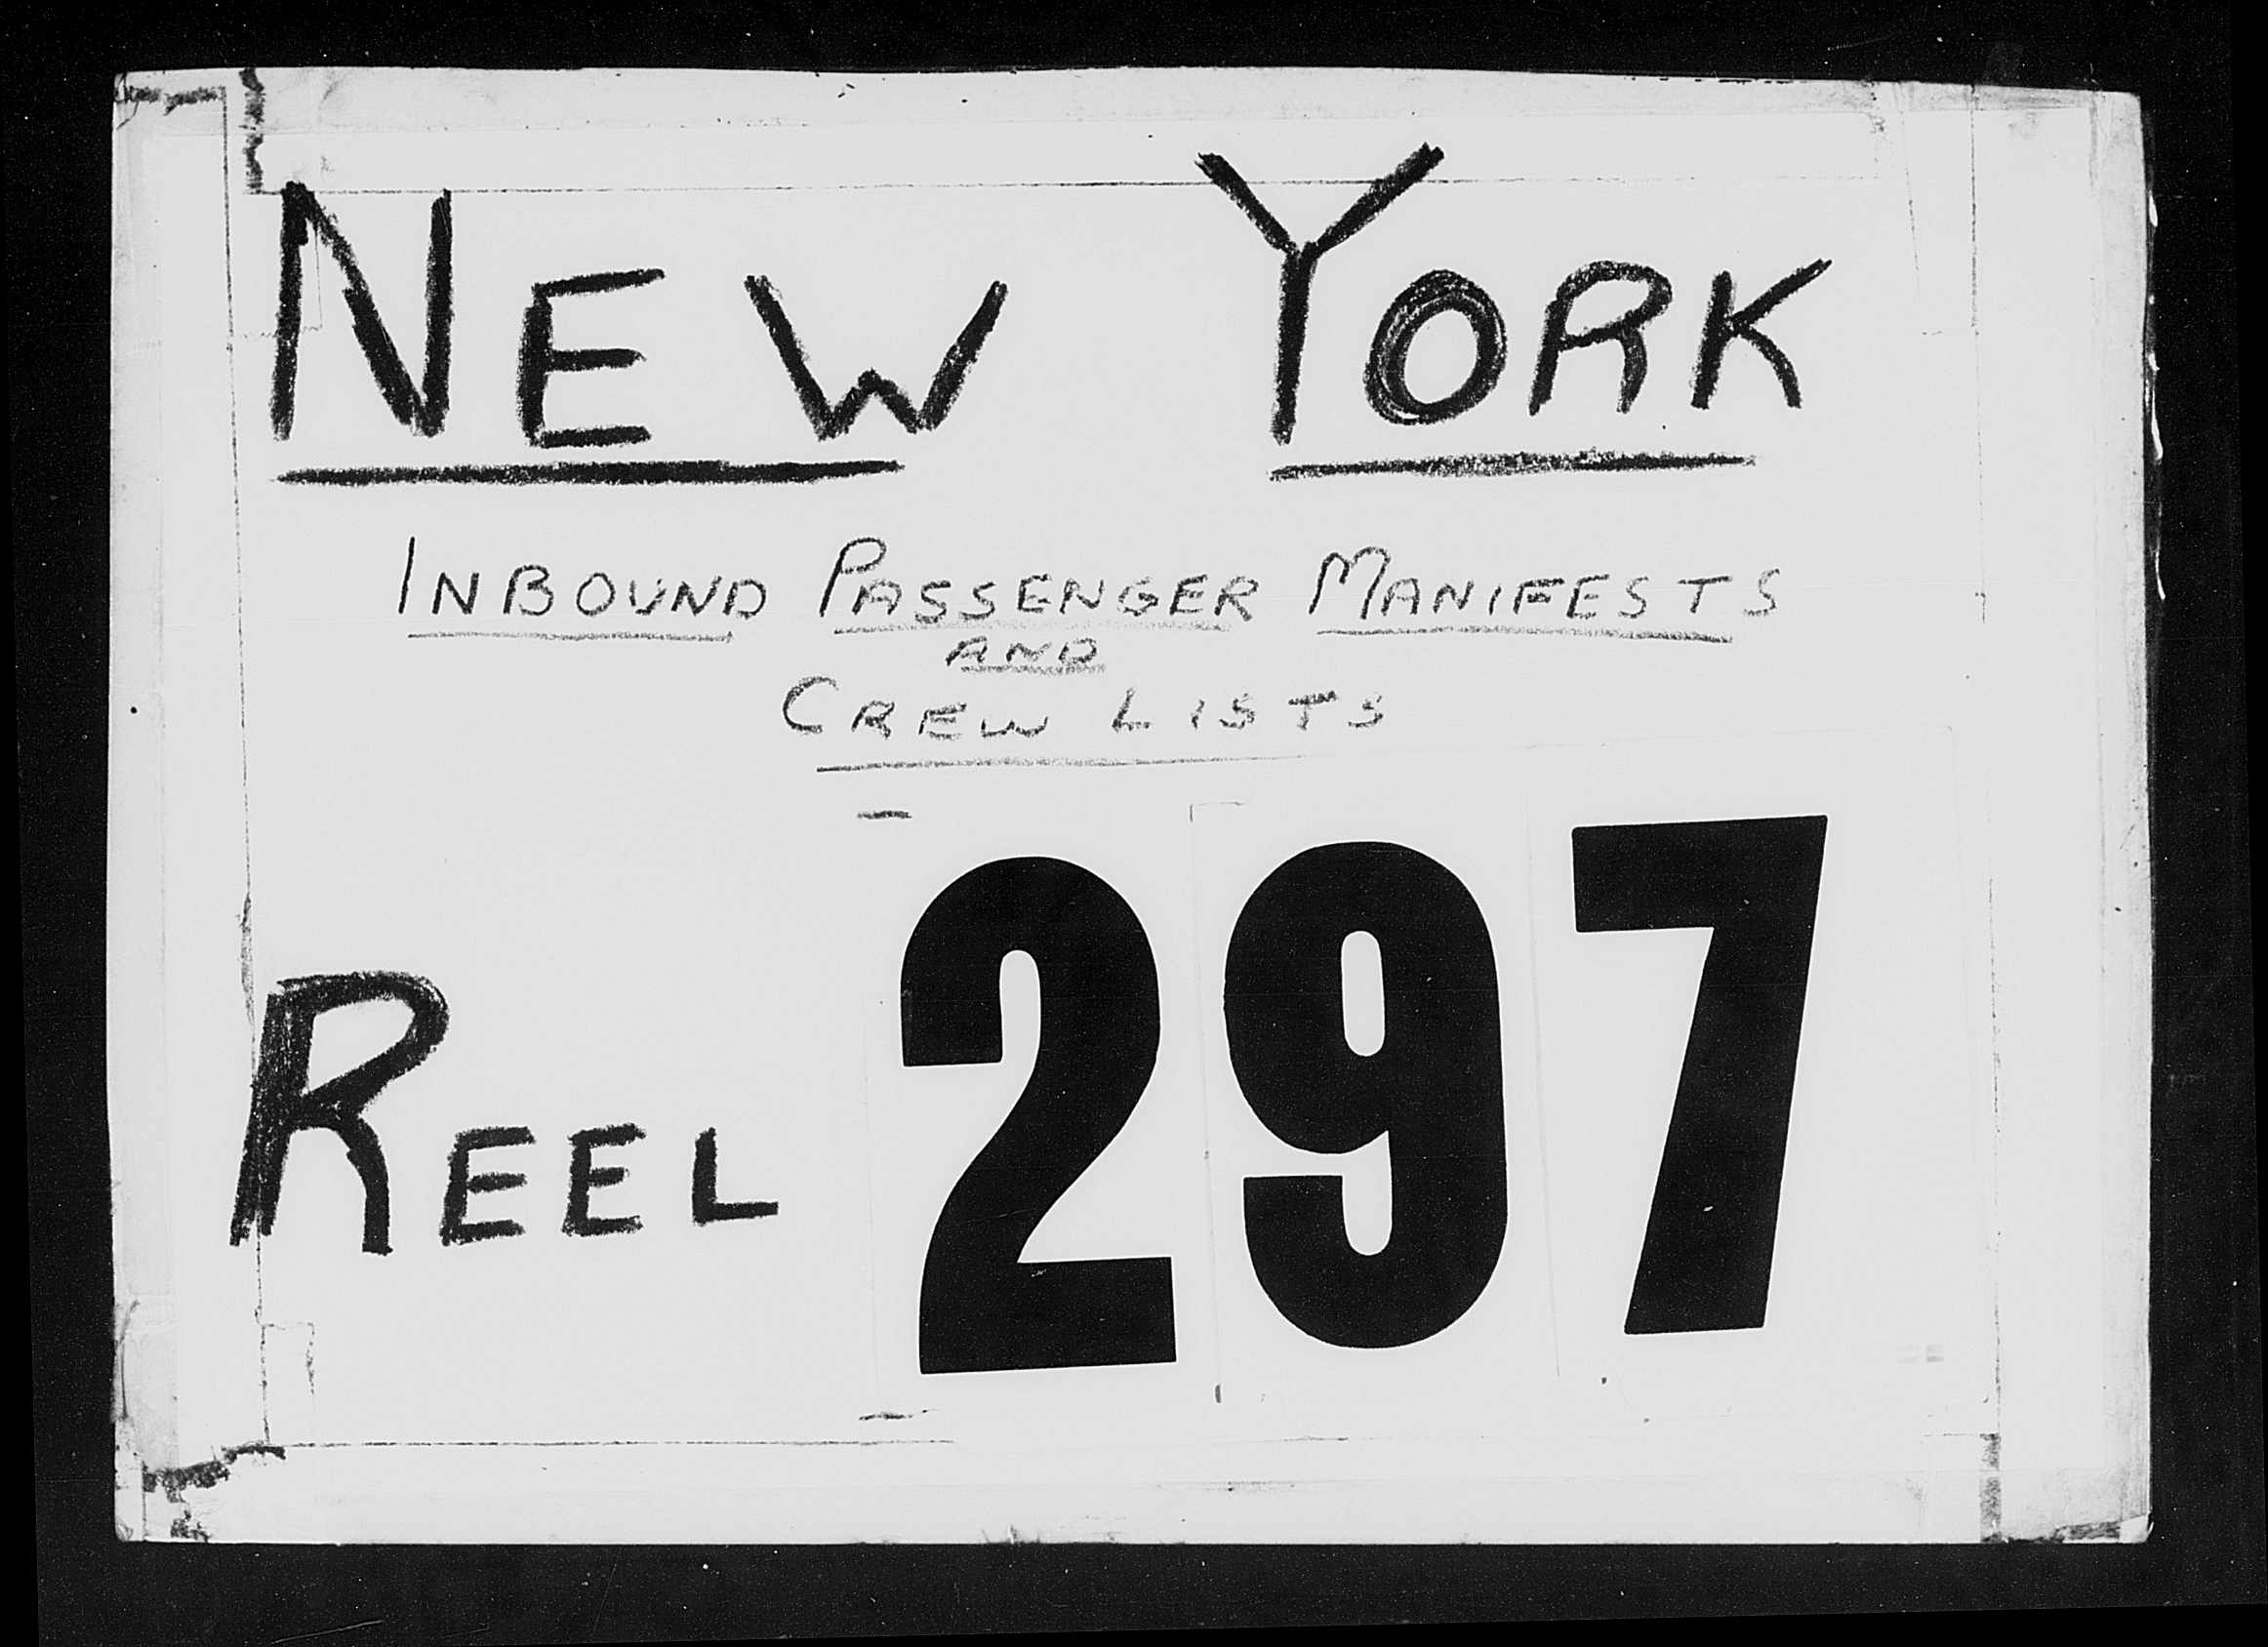 NEW YORK
INBOUND PASSENGER MANIFESTS
AND
CREW LISTS
REEL 297